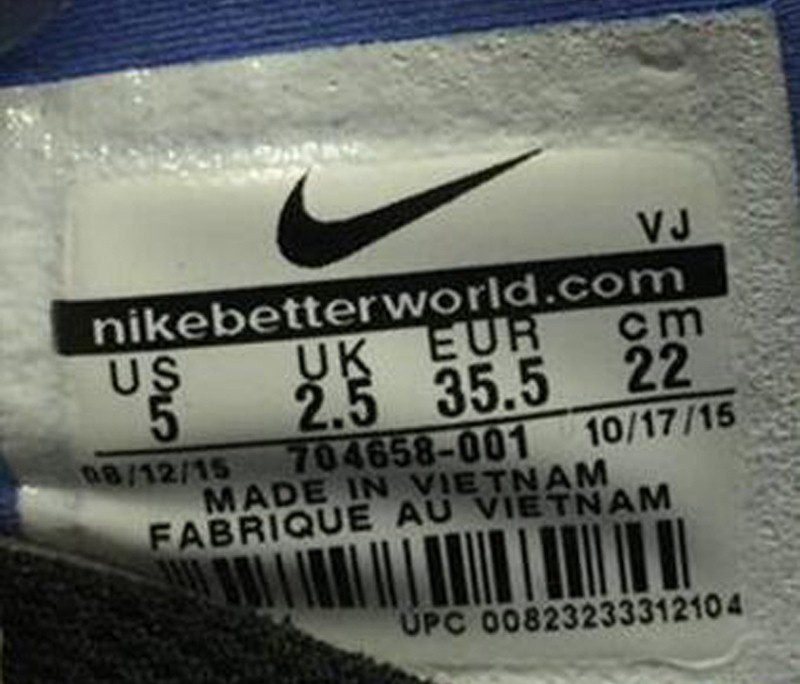 VJ
nikebetterworld.com
US UK EUR cm
5 2.5 35.5 22
08/12/15 704658-001 10/17/15
MADE IN VIETNAM
FABRIQUE AU VIETNAM
UPC 00823233312104